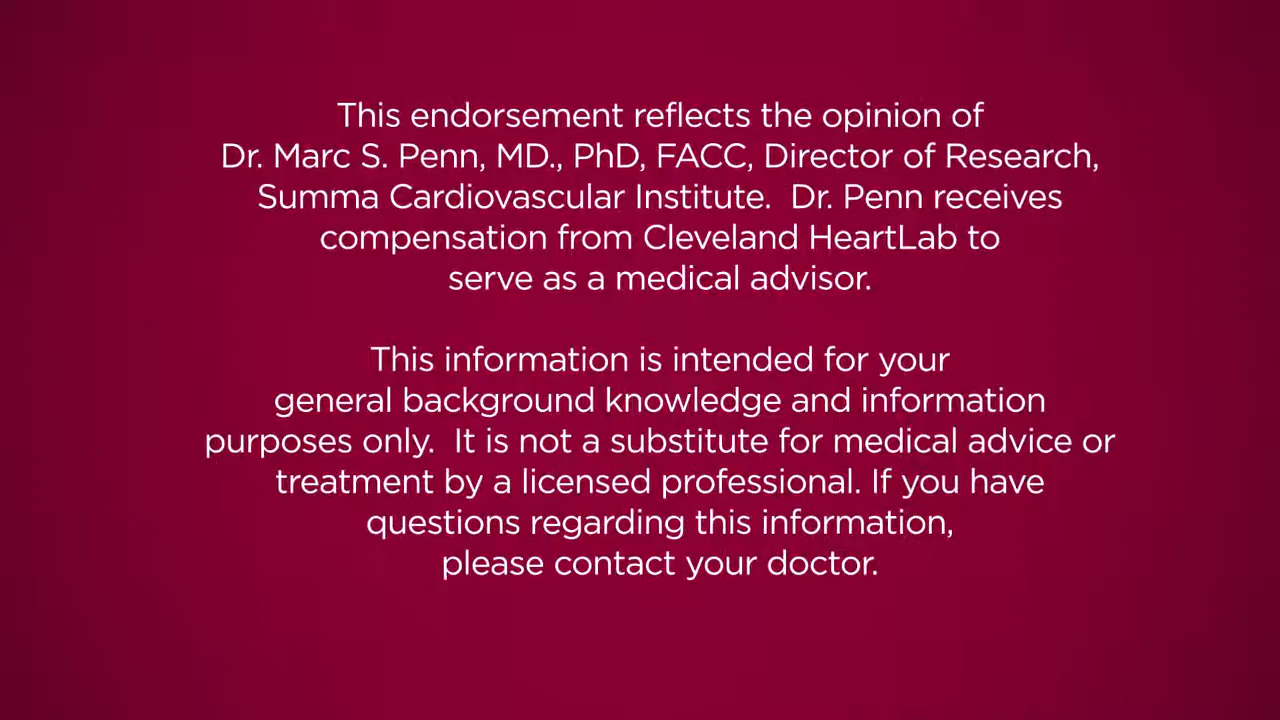 This endorsement reflects the opinion of
Dr. Marc S. Penn, MD., PhD, FACC, Director of Research,
Summa Cardiovascular Institute.  Dr. Penn receives
compensation from Cleveland HeartLab to
serve as a medical advisor.
This information is intended for your
general background knowledge and information
purposes only.  It is not a substitute for medical advice or
treatment by a licensed professional. If you have
questions regarding this information,
please contact your doctor.